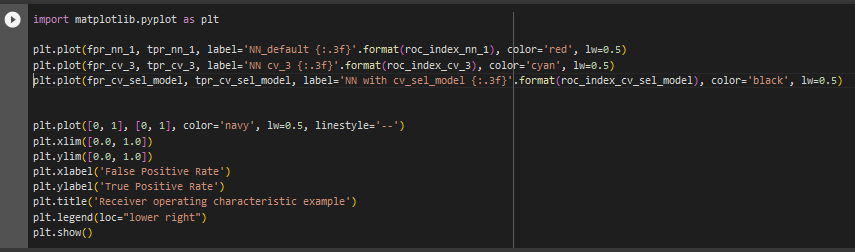 import matplotlib.pyplot as plt
plt.plot(fpr_nn_1, tpr_nn_1, label='NN_default {:.3f}'.format(roc_index_nn_1), color='red', lw=0.5)
plt.plot(fpr_cv_3, tpr_cv_3, label='NN cv_3 {:.3f}'.format(roc_index_cv_3), color='cyan', lw=0.5)
plt.plot(fpr_cv_sel_model, tpr_cv_sel_model, label='NN with cv_sel_model {:.3f}'.format(roc_index_cv_sel_model), color='black', lw=0.5)
plt.plot([0, 1], [0, 1], color='navy', lw=0.5, linestyle='--')
plt.xlim([0.0, 1.0])
plt.ylim([0.0, 1.0])
plt.xlabel('False Positive Rate')
plt.ylabel('True Positive Rate')
plt.title('Receiver operating characteristic example')
plt.legend(loc="lower right")
plt.show()